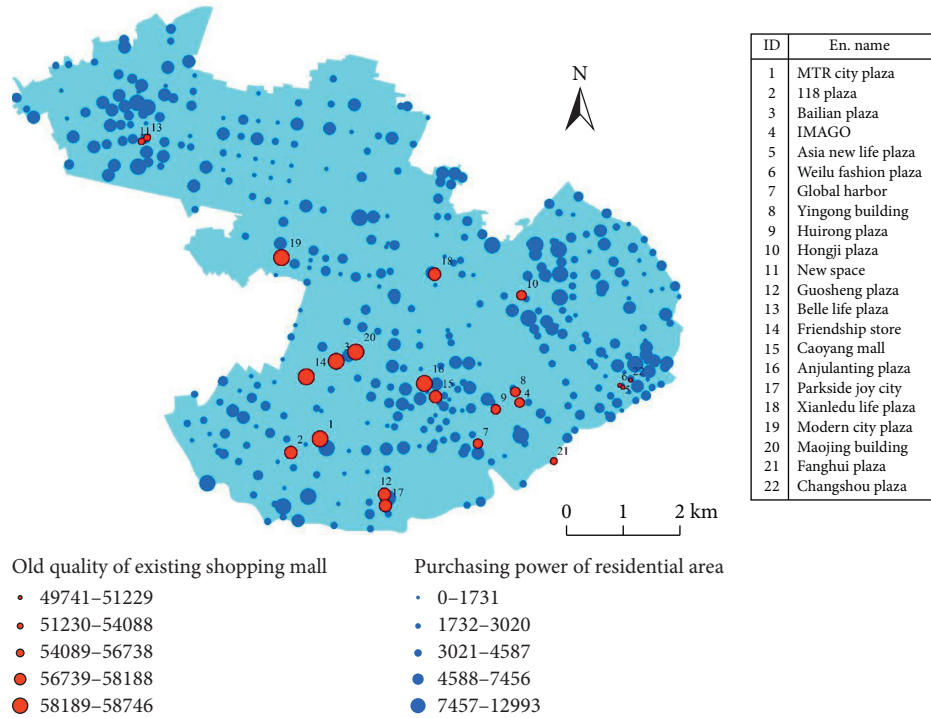 ID En. name
1 MTR city plaza
2 118 plaza
3 Bailian plaza
4 IMAGO
5 Asia new life plaza
6 Weilu fashion plaza
7 Global harbor
8 Yingong building
9 Huirong plaza
10 Hongji plaza
11 New space
12 Guosheng plaza
13 Belle life plaza
14 Friendship store
15 Caoyang mall
16 Anjulanting plaza
17 Parkside joy city
18 Xianledu life plaza
19 Modern city plaza
20 Maojing building
21 Fanghui plaza
22 Changshou plaza
N
13
11
19
18
10
20
3
14
16
15
6
22
5
8
4
9
1
2
7
21
12
17
0 1 2 km
Old quality of existing shopping mall
49741–51229
51230–54088
54089–56738
56739–58188
58189–58746
Purchasing power of residential area
0–1731
1732–3020
3021–4587
4588–7456
7457–12993